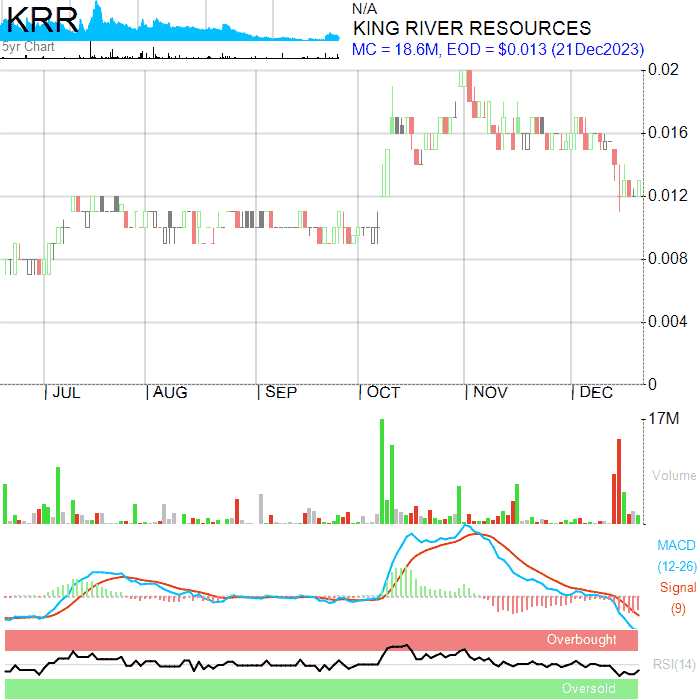 KRR
5yr Chart
N/A
KING RIVER RESOURCES
MC = 18.6M, EOD = $0.013 (21Dec2023)
0.02
0.016
0.012
0.008
0.004
0
JUL AUG SEP OCT NOV DEC
17M
Volume
MACD
(12-26)
Signal
(9)
Overbought
RSI(14)
Oversold